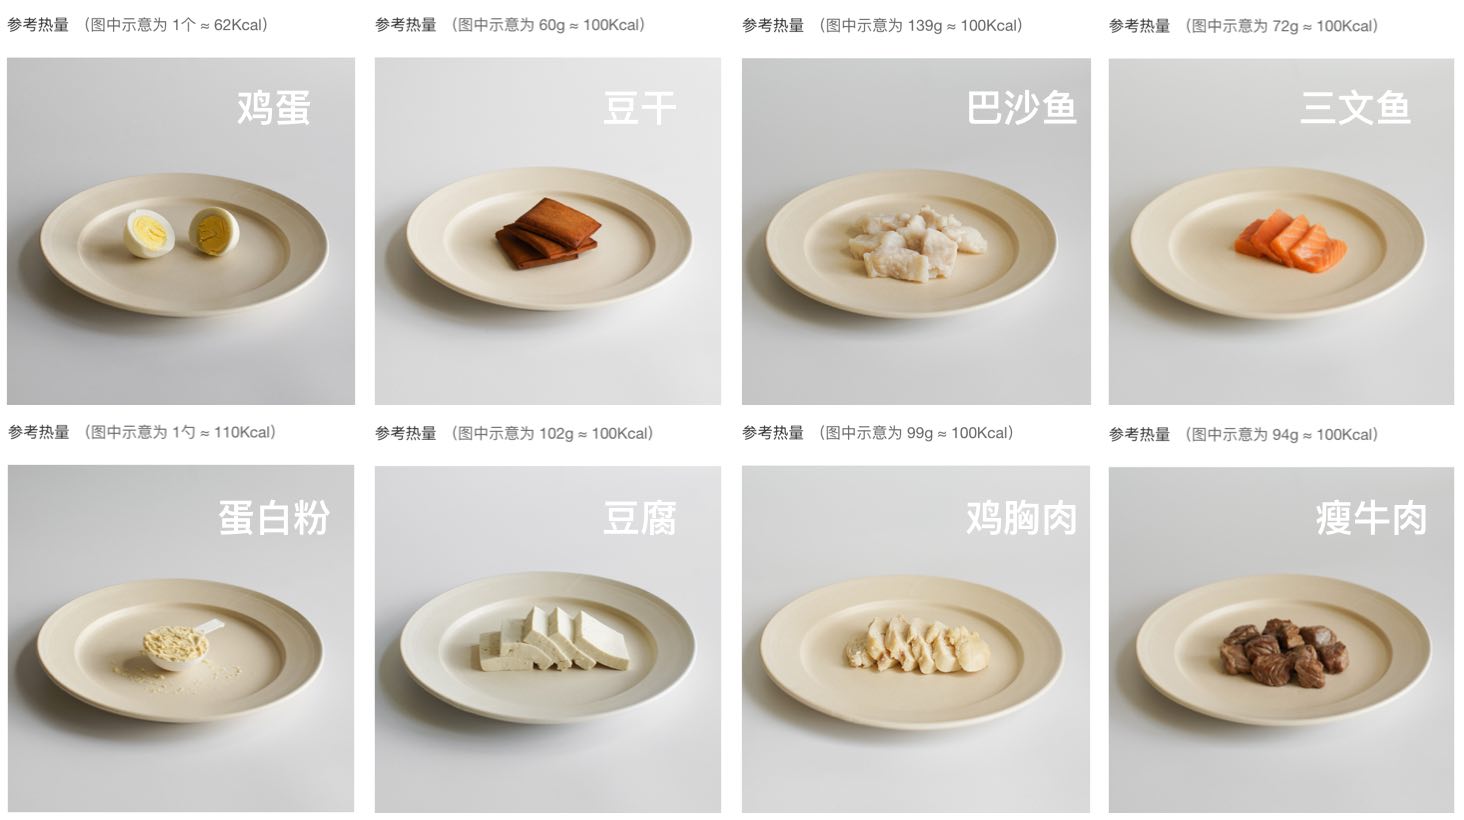 参考热量 （图中示意为 1个 ≈ 62Kcal）
参考热量 （图中示意为 60g ≈ 100Kcal）
参考热量 （图中示意为 139g ≈ 100Kcal）
参考热量 （图中示意为 72g ≈ 100Kcal）
鸡蛋
豆干
巴沙鱼
三文鱼
参考热量 （图中示意为 1勺 ≈ 110Kcal）
参考热量 （图中示意为 102g ≈ 100Kcal）
参考热量 （图中示意为 99g ≈ 100Kcal）
参考热量 （图中示意为 94g ≈ 100Kcal）
蛋白粉
豆腐
鸡胸肉
瘦牛肉